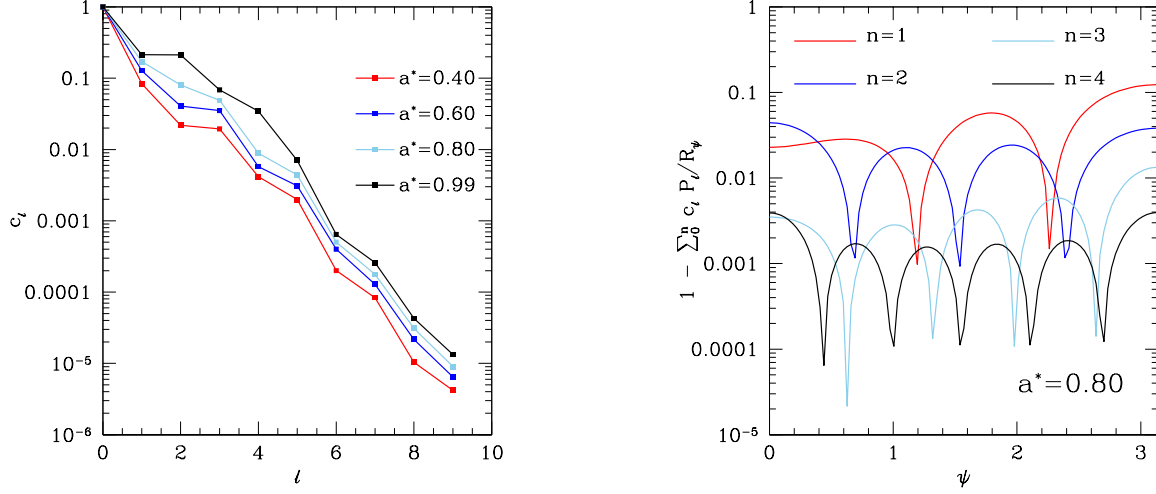 1
0.1
0.01
0.001
0.0001
10⁻⁵
10⁻⁶
c_ℓ
0 2 4 6 8 10
ℓ
a*=0.40
a*=0.60
a*=0.80
a*=0.99
1
0.1
0.01
0.001
0.0001
10⁻⁵
1 − ∑₀ⁿ c_ℓ P_ℓ/R_ψ
n=1 n=3
n=2 n=4
a*=0.80
0 1 2 3
ψ